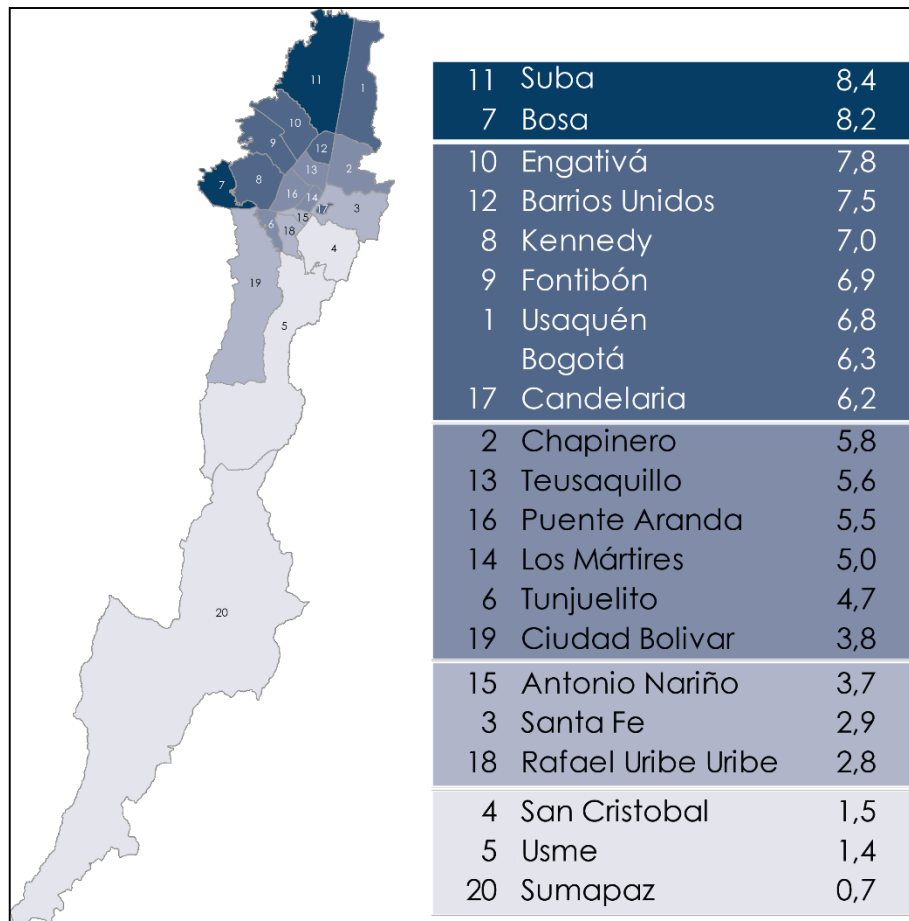 11
1
10
12
9
13
2
8
7
16
14
17
3
15
6
18
4
19
5
20
11 Suba 8,4
7 Bosa 8,2
10 Engativá 7,8
12 Barrios Unidos 7,5
8 Kennedy 7,0
9 Fontibón 6,9
1 Usaquén 6,8
Bogotá 6,3
17 Candelaria 6,2
2 Chapinero 5,8
13 Teusaquillo 5,6
16 Puente Aranda 5,5
14 Los Mártires 5,0
6 Tunjuelito 4,7
19 Ciudad Bolivar 3,8
15 Antonio Nariño 3,7
3 Santa Fe 2,9
18 Rafael Uribe Uribe 2,8
4 San Cristobal 1,5
5 Usme 1,4
20 Sumapaz 0,7